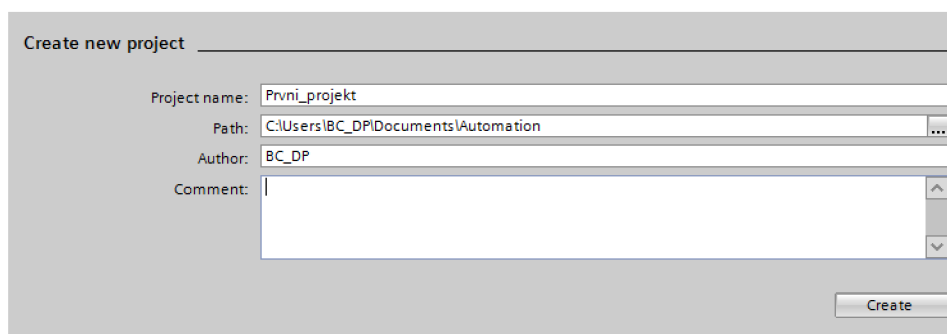 Create new project
Project name: Prvni_projekt
Path: C:\Users\BC_DP\Documents\Automation ...
Author: BC_DP
Comment:
Create